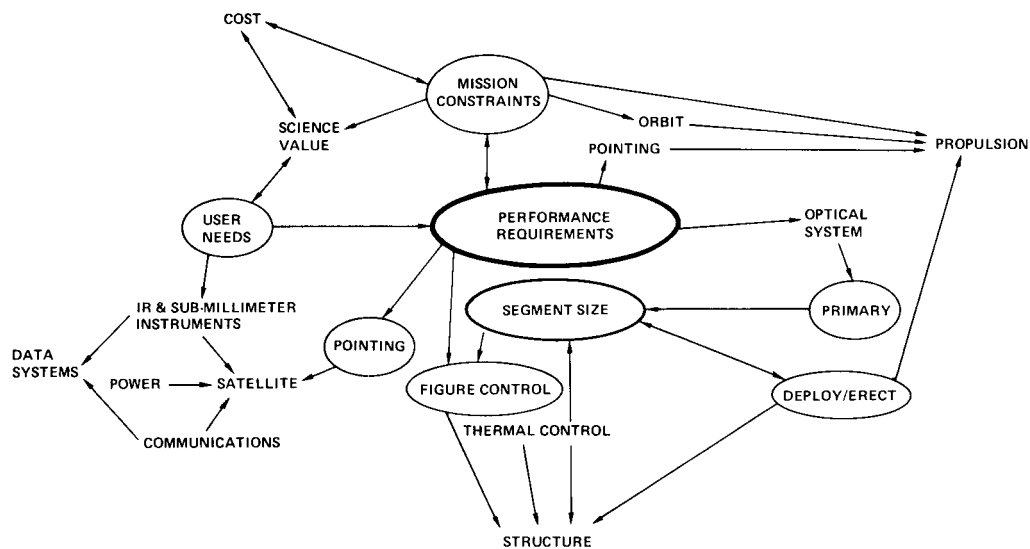 COST
MISSION
CONSTRAINTS
SCIENCE
VALUE
ORBIT
POINTING
PROPULSION
USER
NEEDS
PERFORMANCE
REQUIREMENTS
OPTICAL
SYSTEM
IR & SUB-MILLIMETER
INSTRUMENTS
SEGMENT SIZE
PRIMARY
DATA
SYSTEMS
POINTING
POWER
SATELLITE
FIGURE CONTROL
DEPLOY/ERECT
COMMUNICATIONS
THERMAL CONTROL
STRUCTURE